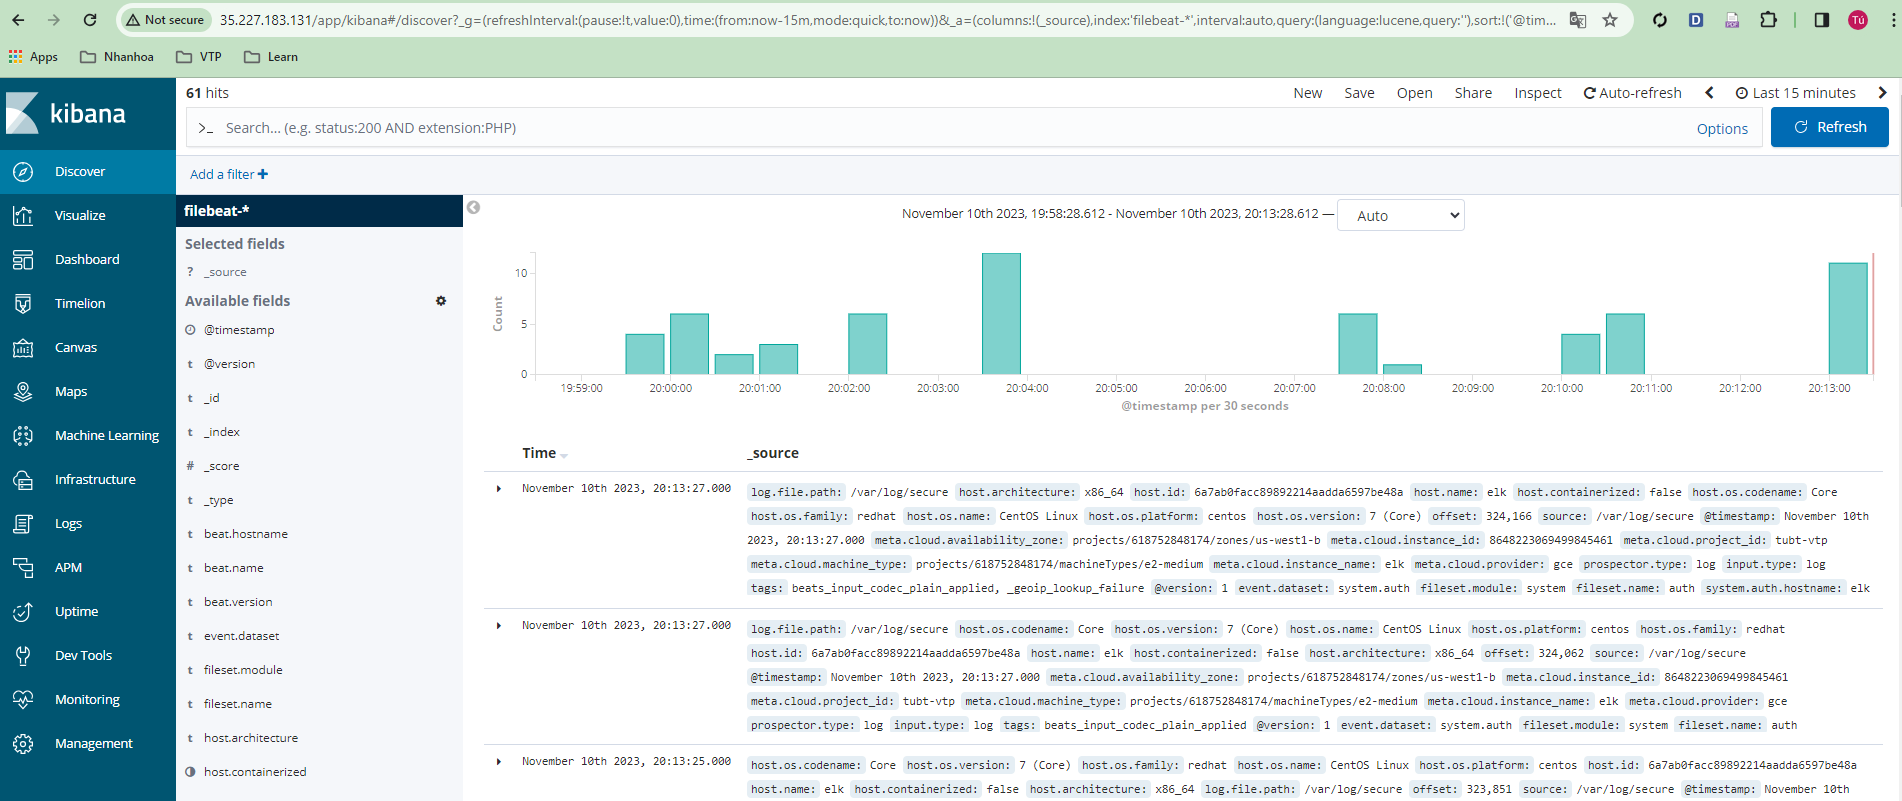 Not secure
35.227.183.131/app/kibana#/discover?_g=(refreshInterval:(pause:!t,value:0),time:(from:now-15m,mode:quick,to:now))&_a=(columns:!(_source),index:'filebeat-*',interval:auto,query:(language:lucene,query:''),sort:!('@tim...
D
PDF
Tú
Apps
Nhanhoa
VTP
Learn
kibana
Discover
Visualize
Dashboard
Timelion
Canvas
Maps
Machine Learning
Infrastructure
Logs
APM
Uptime
Dev Tools
Monitoring
Management
61 hits
New Save Open Share Inspect Auto-refresh Last 15 minutes
>_ Search... (e.g. status:200 AND extension:PHP)
Options
Refresh
Add a filter +
filebeat-*
Selected fields
? _source
Available fields
@timestamp
t @version
t _id
t _index
# _score
t _type
t beat.hostname
t beat.name
t beat.version
t event.dataset
t fileset.module
t fileset.name
t host.architecture
host.containerized
November 10th 2023, 19:58:28.612 - November 10th 2023, 20:13:28.612 —
Auto
Count
10
5
0
19:59:00 20:00:00 20:01:00 20:02:00 20:03:00 20:04:00 20:05:00 20:06:00 20:07:00 20:08:00 20:09:00 20:10:00 20:11:00 20:12:00 20:13:00
@timestamp per 30 seconds
Time _source
November 10th 2023, 20:13:27.000
log.file.path: /var/log/secure host.architecture: x86_64 host.id: 6a7ab0facc89892214aadda6597be48a host.name: elk host.containerized: false host.os.codename: Core
host.os.family: redhat host.os.name: CentOS Linux host.os.platform: centos host.os.version: 7 (Core) offset: 324,166 source: /var/log/secure @timestamp: November 10th
2023, 20:13:27.000 meta.cloud.availability_zone: projects/618752848174/zones/us-west1-b meta.cloud.instance_id: 8648223069499845461 meta.cloud.project_id: tubt-vtp
meta.cloud.machine_type: projects/618752848174/machineTypes/e2-medium meta.cloud.instance_name: elk meta.cloud.provider: gce prospector.type: log input.type: log
tags: beats_input_codec_plain_applied, _geoip_lookup_failure @version: 1 event.dataset: system.auth fileset.module: system fileset.name: auth system.auth.hostname: elk
November 10th 2023, 20:13:27.000
log.file.path: /var/log/secure host.os.codename: Core host.os.version: 7 (Core) host.os.name: CentOS Linux host.os.platform: centos host.os.family: redhat
host.id: 6a7ab0facc89892214aadda6597be48a host.name: elk host.containerized: false host.architecture: x86_64 offset: 324,062 source: /var/log/secure
@timestamp: November 10th 2023, 20:13:27.000 meta.cloud.availability_zone: projects/618752848174/zones/us-west1-b meta.cloud.instance_id: 8648223069499845461
meta.cloud.project_id: tubt-vtp meta.cloud.machine_type: projects/618752848174/machineTypes/e2-medium meta.cloud.instance_name: elk meta.cloud.provider: gce
prospector.type: log input.type: log tags: beats_input_codec_plain_applied @version: 1 event.dataset: system.auth fileset.module: system fileset.name: auth
November 10th 2023, 20:13:25.000
host.os.codename: Core host.os.version: 7 (Core) host.os.family: redhat host.os.name: CentOS Linux host.os.platform: centos host.id: 6a7ab0facc89892214aadda6597be48a
host.name: elk host.containerized: false host.architecture: x86_64 log.file.path: /var/log/secure offset: 323,851 source: /var/log/secure @timestamp: November 10th